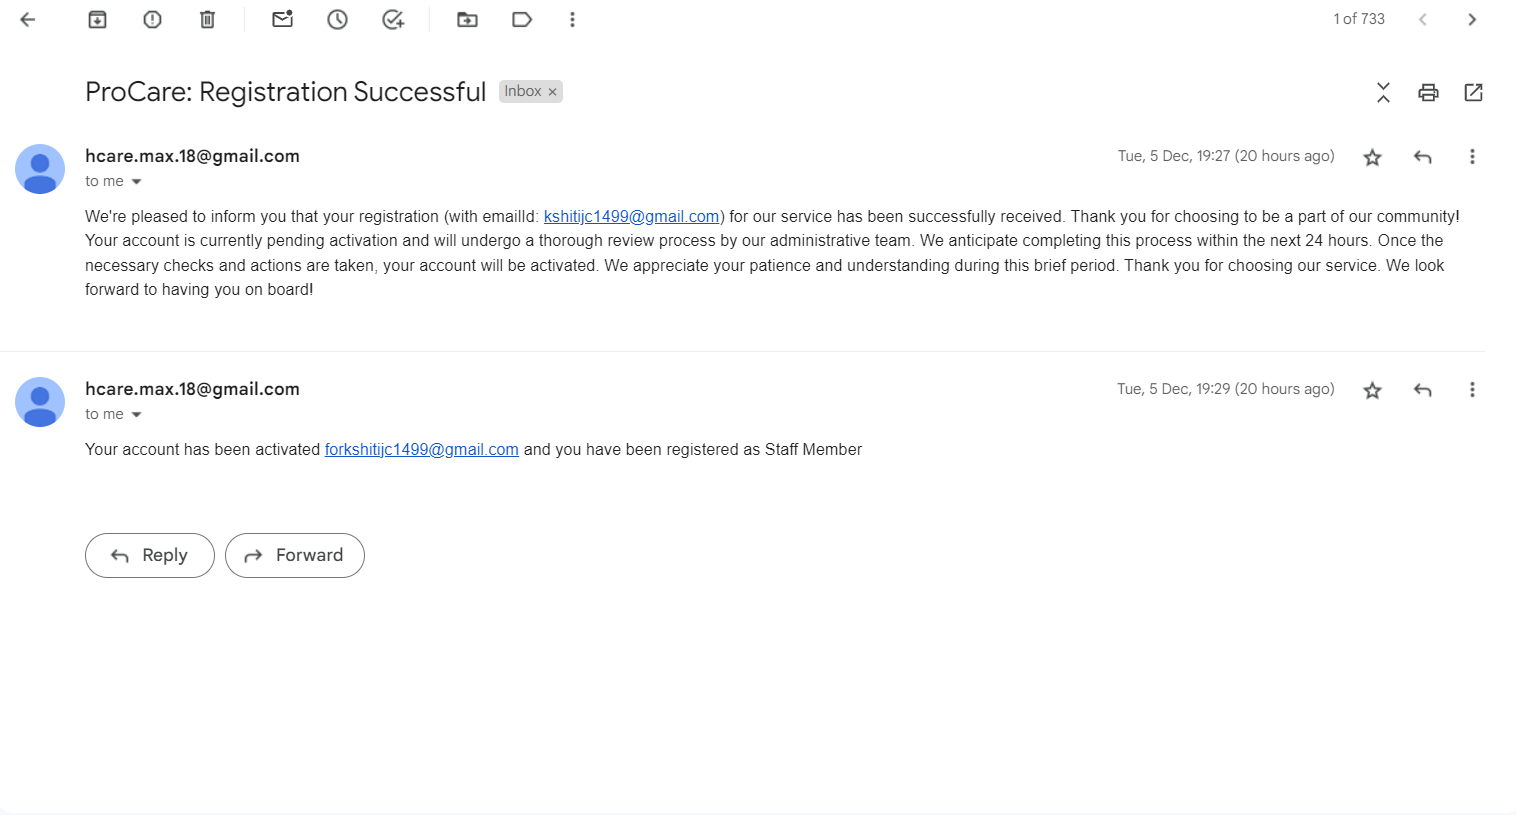 1 of 733
ProCare: Registration Successful Inbox ×
hcare.max.18@gmail.com Tue, 5 Dec, 19:27 (20 hours ago)
to me
We're pleased to inform you that your registration (with emailId: kshitijc1499@gmail.com) for our service has been successfully received. Thank you for choosing to be a part of our community!
Your account is currently pending activation and will undergo a thorough review process by our administrative team. We anticipate completing this process within the next 24 hours. Once the
necessary checks and actions are taken, your account will be activated. We appreciate your patience and understanding during this brief period. Thank you for choosing our service. We look
forward to having you on board!
hcare.max.18@gmail.com Tue, 5 Dec, 19:29 (20 hours ago)
to me
Your account has been activated forkshitijc1499@gmail.com and you have been registered as Staff Member
Reply Forward